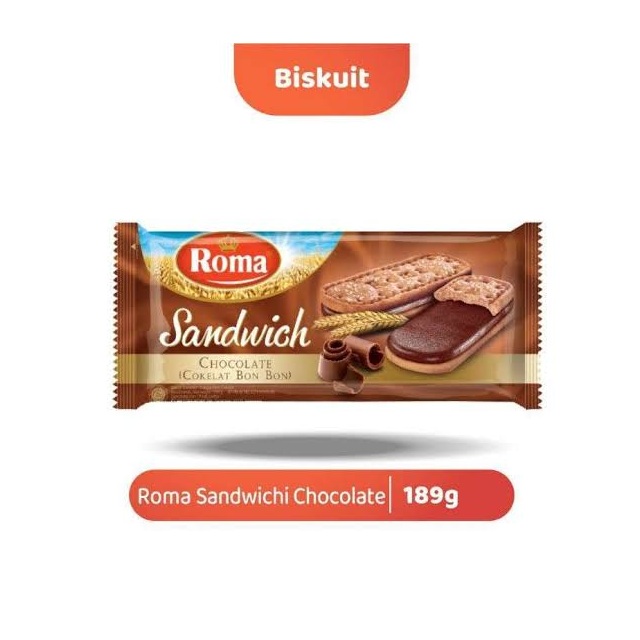 Biskuit
Roma
Sandwich
CHOCOLATE
(COKELAT BON BON)
Roma Sandwichi Chocolate 189g